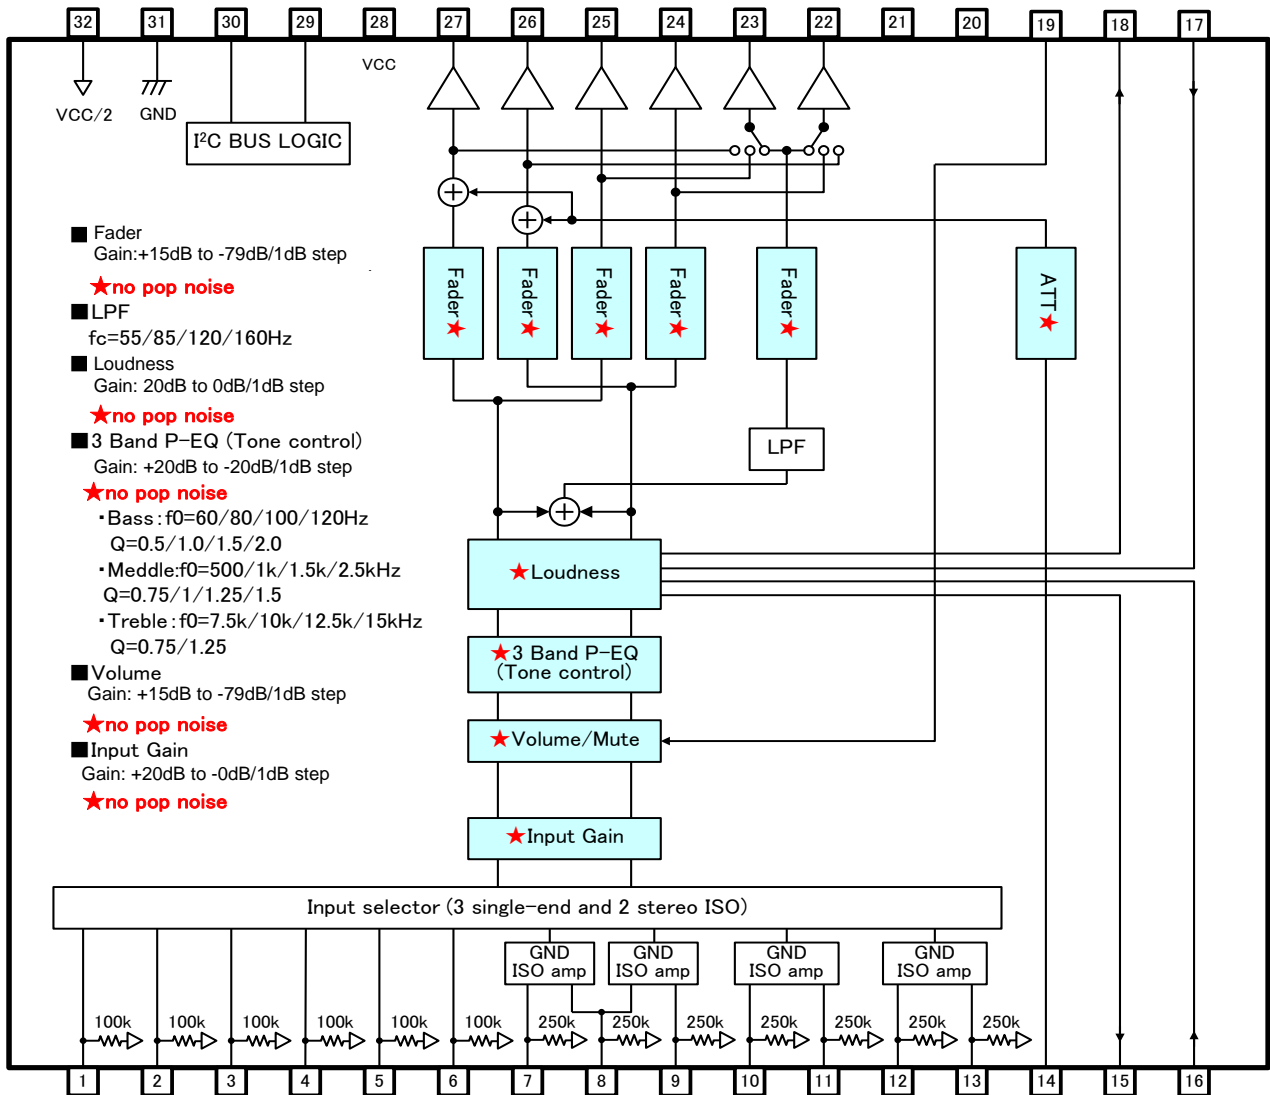 32 31 30 29 28 27 26 25 24 23 22 21 20 19 18 17
VCC
VCC/2
GND
I²C BUS LOGIC
+
+
■ Fader
Gain:+15dB to -79dB/1dB step
★no pop noise
■LPF
fc=55/85/120/160Hz
■ Loudness
Gain: 20dB to 0dB/1dB step
★no pop noise
■3 Band P-EQ (Tone control)
Gain: +20dB to -20dB/1dB step
★no pop noise
・Bass:f0=60/80/100/120Hz
Q=0.5/1.0/1.5/2.0
・Meddle:f0=500/1k/1.5k/2.5kHz
Q=0.75/1/1.25/1.5
・Treble:f0=7.5k/10k/12.5k/15kHz
Q=0.75/1.25
■Volume
Gain: +15dB to -79dB/1dB step
★no pop noise
■Input Gain
Gain: +20dB to -0dB/1dB step
★no pop noise
Fader★
Fader★
Fader★
Fader★
Fader★
ATT★
LPF
+
★Loudness
★3 Band P-EQ
(Tone control)
★Volume/Mute
★Input Gain
Input selector (3 single-end and 2 stereo ISO)
GND
ISO amp
GND
ISO amp
GND
ISO amp
GND
ISO amp
100k 100k 100k 100k 100k 100k 250k 250k 250k 250k 250k 250k 250k
1 2 3 4 5 6 7 8 9 10 11 12 13 14 15 16